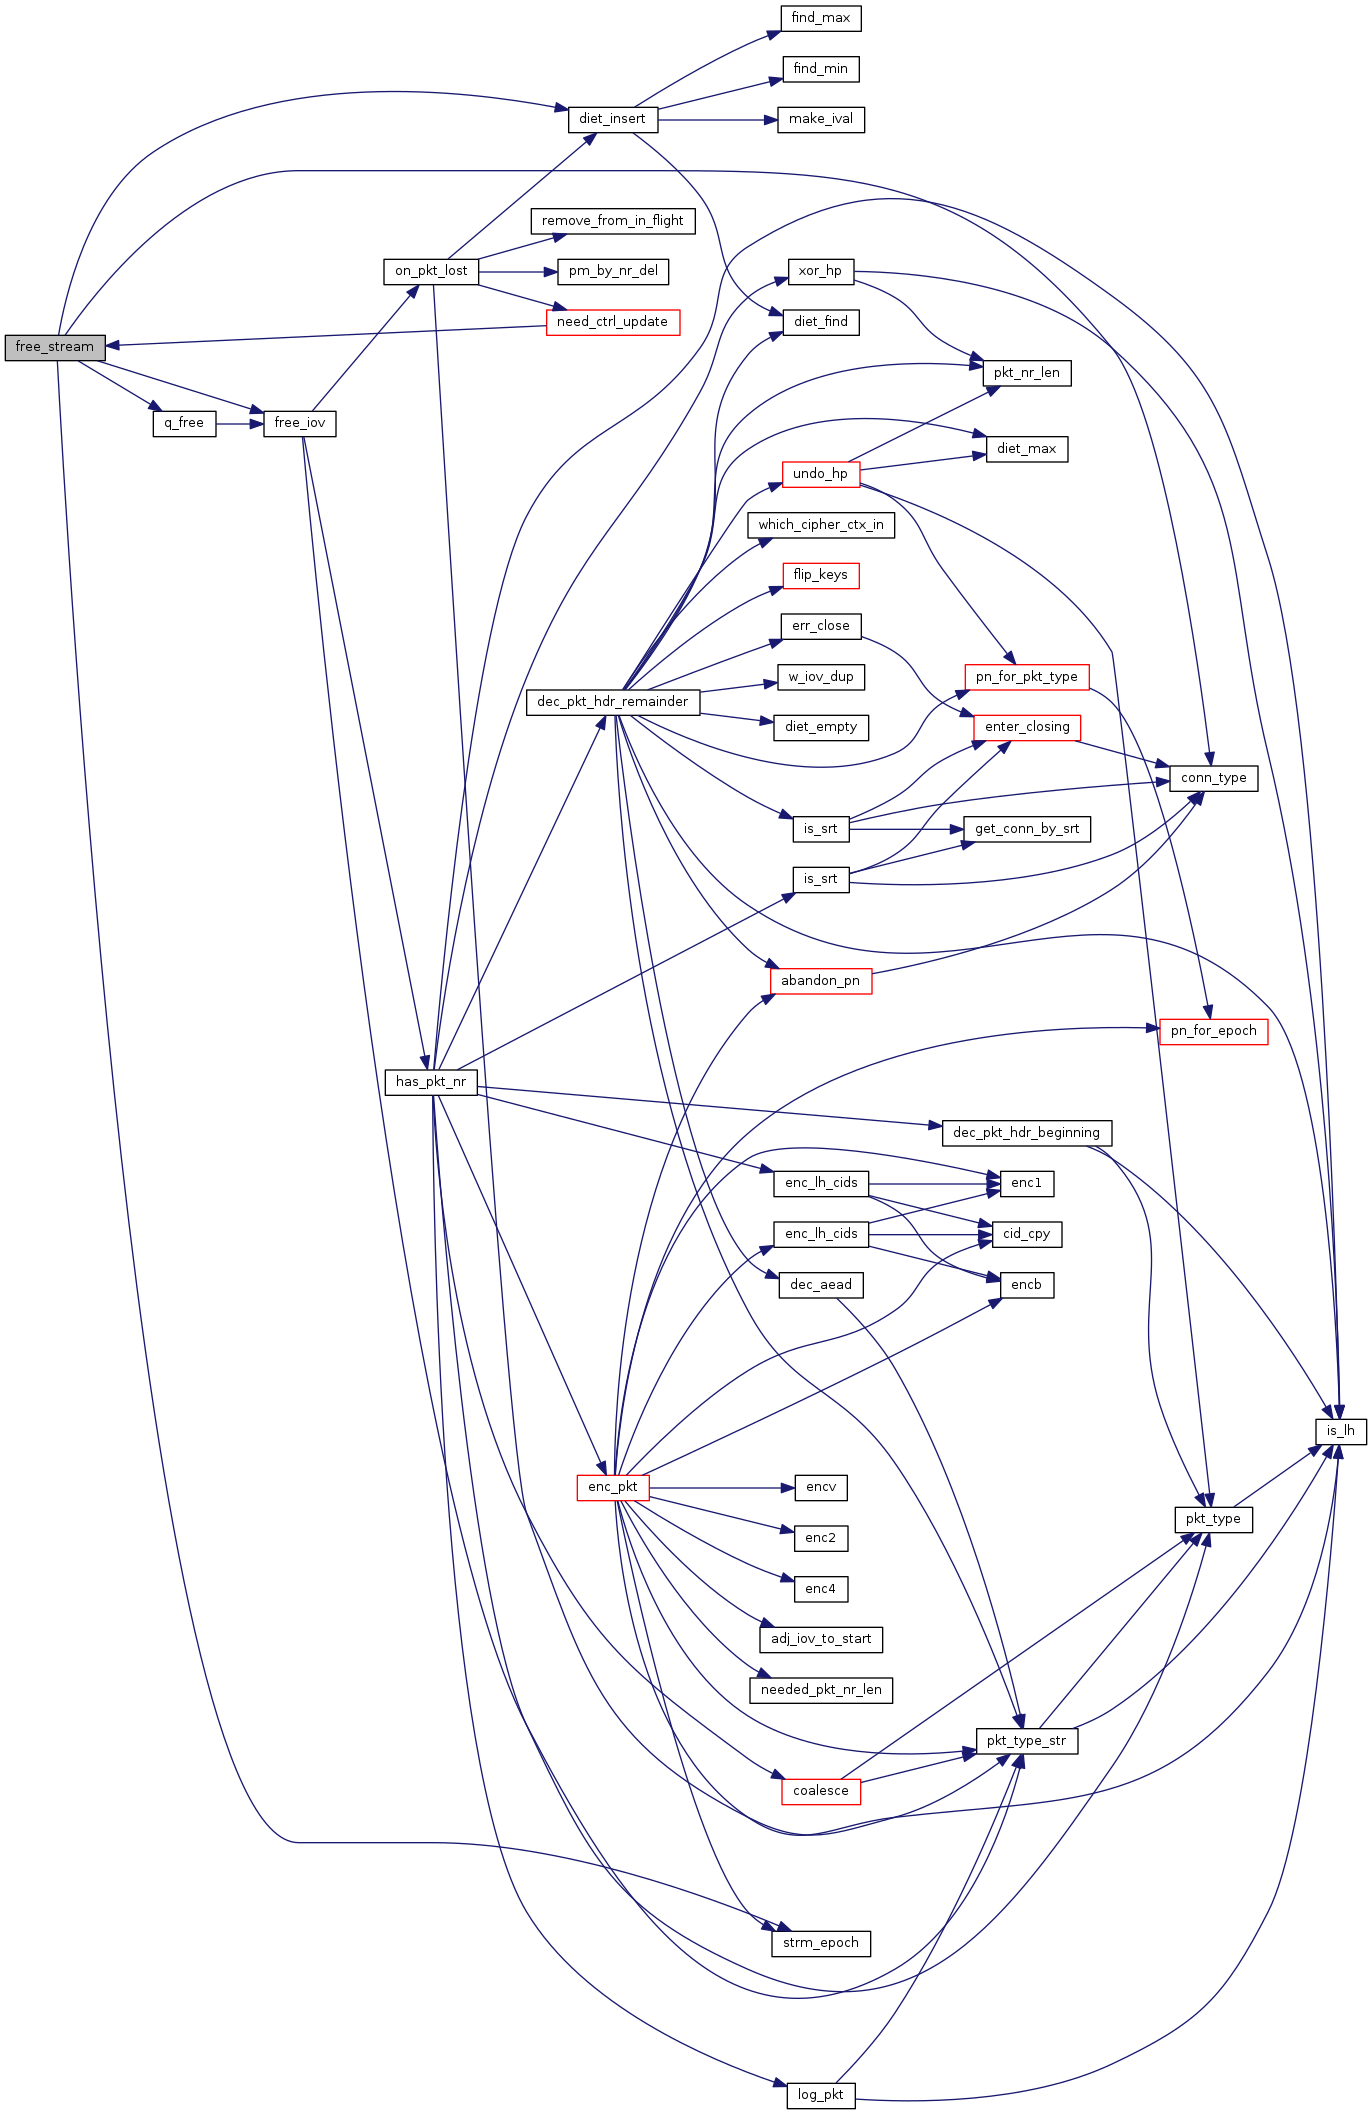 find_max
find_min
diet_insert
make_ival
remove_from_in_flight
on_pkt_lost
pm_by_nr_del
xor_hp
need_ctrl_update
diet_find
free_stream
pkt_nr_len
q_free
free_iov
diet_max
undo_hp
which_cipher_ctx_in
flip_keys
err_close
w_iov_dup
pn_for_pkt_type
dec_pkt_hdr_remainder
diet_empty
enter_closing
conn_type
is_srt
get_conn_by_srt
is_srt
abandon_pn
pn_for_epoch
has_pkt_nr
dec_pkt_hdr_beginning
enc_lh_cids
enc1
enc_lh_cids
cid_cpy
dec_aead
encb
is_lh
enc_pkt
encv
pkt_type
enc2
enc4
adj_iov_to_start
needed_pkt_nr_len
pkt_type_str
coalesce
strm_epoch
log_pkt